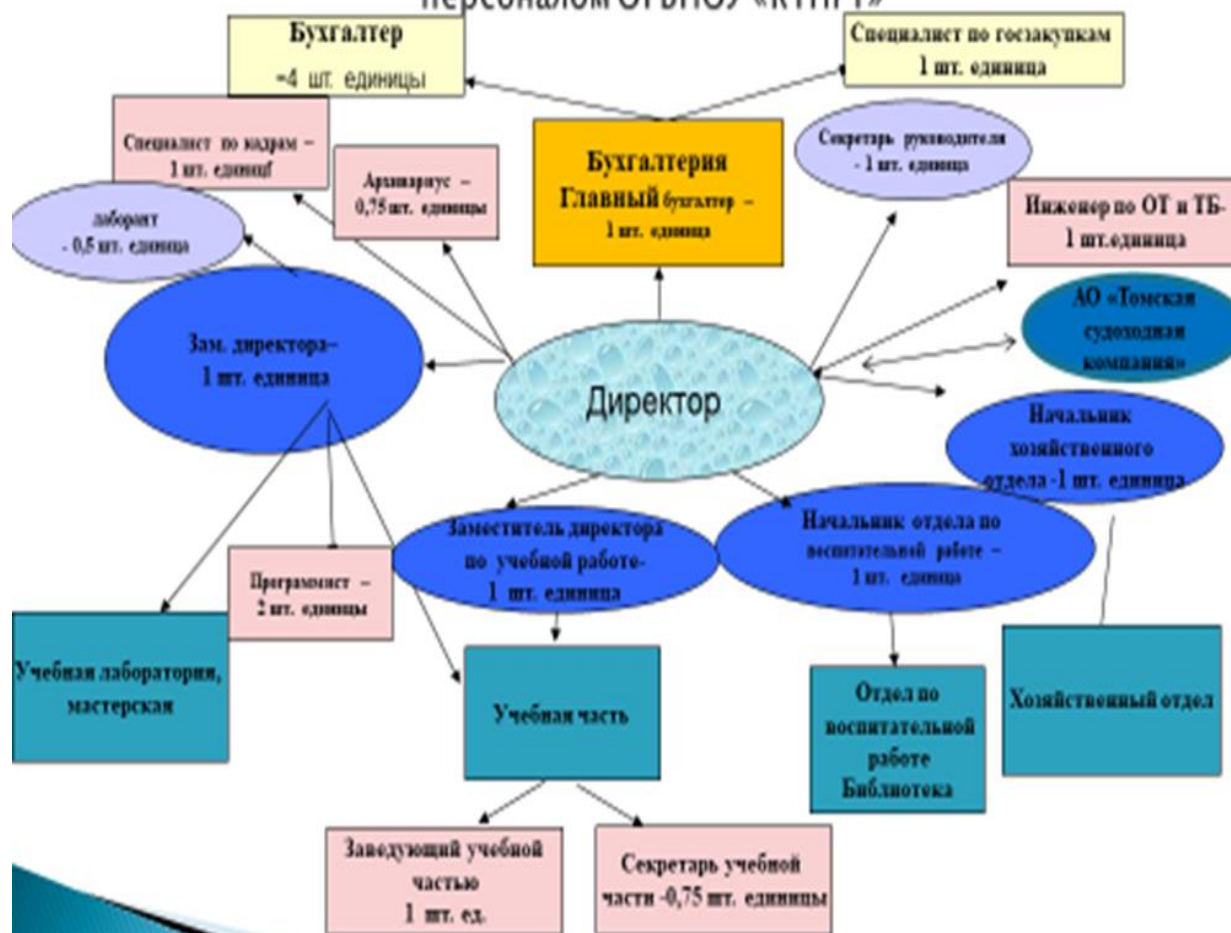 персоналом ОГБПОУ «КТПРТ»
Бухгалтер
=4 шт. единицы
Специалист по госзакупкам
1 шт. единица
Специалист по кадрам –
1 шт. единиц
Архивариус –
0,75 шт. единицы
Бухгалтерия
Главный бухгалтер –
1 шт. единица
Секретарь руководителя
- 1 шт. единица
Инженер по ОТ и ТБ-
1 шт.единица
лаборант
- 0,5 шт. единица
АО «Томская
судоходная
компания»
Зам. директора–
1 шт. единица
Директор
Начальник
хозяйственного
отдела -1 шт. единица
Заместитель директора
по учебной работе-
1 шт. единица
Начальник отдела по
воспитательной работе –
1 шт. единица
Программист –
2 шт. единицы
Учебная лаборатория,
мастерская
Учебная часть
Отдел по
воспитательной
работе
Библиотека
Хозяйственный отдел
Заведующий учебной
частью
1 шт. ед.
Секретарь учебной
части -0,75 шт. единицы